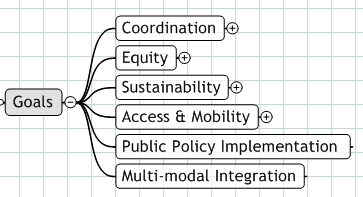 Coordination
Equity
Sustainability
Goals
Access & Mobility
Public Policy Implementation
Multi-modal Integration